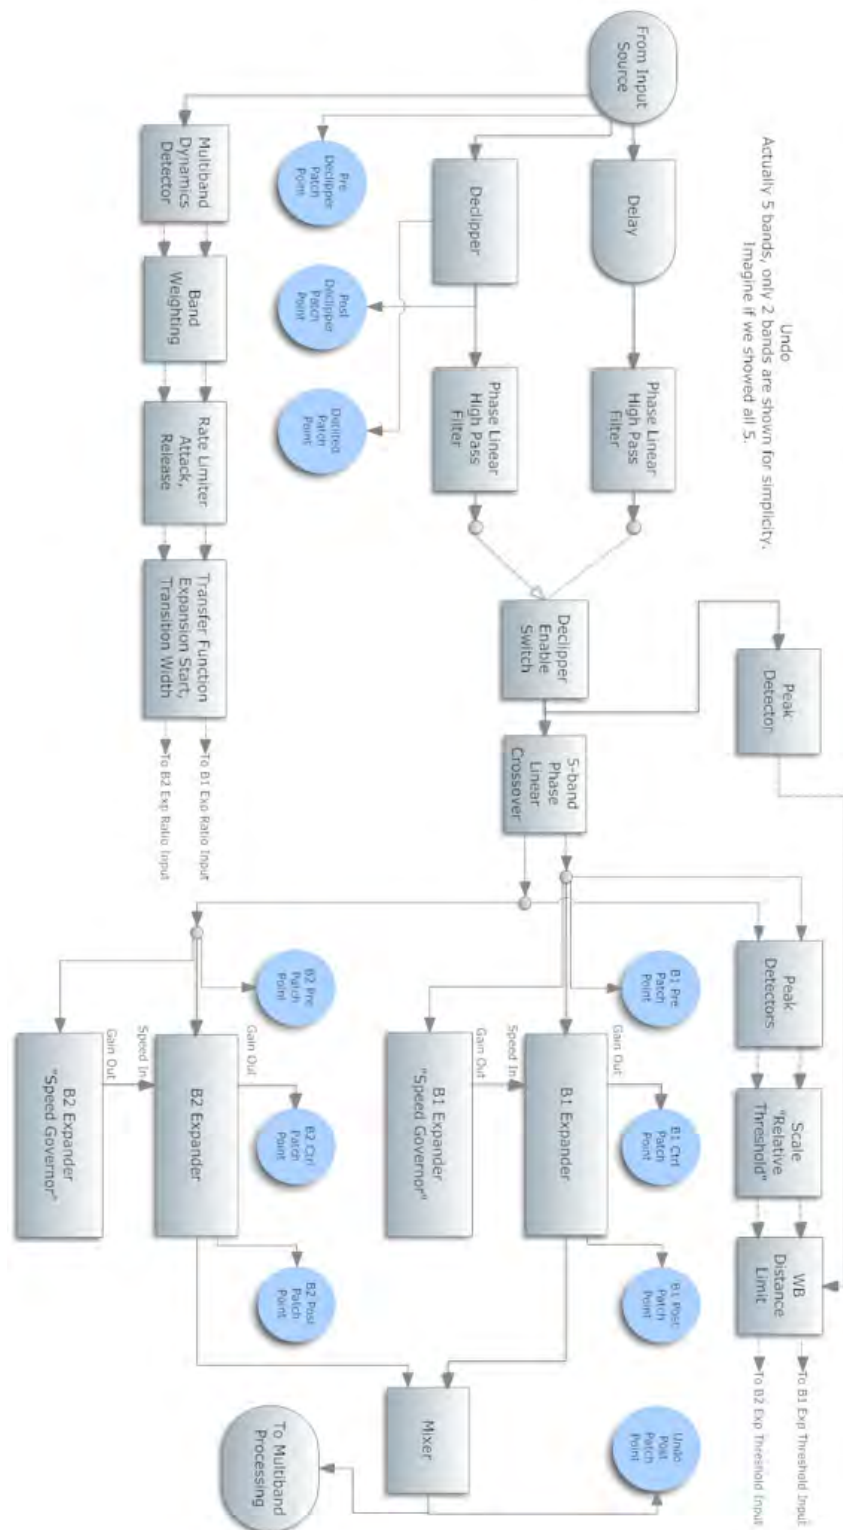 Undo
Actually 5 bands, only 2 bands are shown for simplicity.
Imagine if we showed all 5.
From Input
Source
Delay
Phase Linear
High Pass
Filter
Declipper
Phase Linear
High Pass
Filter
Pre
Declipper
Patch
Point
Post
Declipper
Patch
Point
Patch
Point
Multiband
Dynamics
Detector
Band
Weighting
Rate Limiter
Attack,
Release
Transfer Function
Expansion Start,
Transition Width
To B1 Exp Ratio Input
To B2 Exp Ratio Input
Declipper
Enable
Switch
Peak
Detector
5-band
Phase
Linear
Crossover
Peak
Detectors
Scale
"Relative
Threshold"
WB
Distance
Limit
To B1 Exp Threshold Input
To B2 Exp Threshold Input
B1 Pre
Patch
Point
B1 Ctrl
Patch
Point
B1 Post
Patch
Point
Gain Out
B1 Expander
Speed In
Gain Out
B1 Expander
"Speed Governor"
B2 Pre
Patch
Point
B2 Ctrl
Patch
Point
B2 Post
Patch
Point
Gain Out
B2 Expander
Speed In
Gain Out
B2 Expander
"Speed Governor"
Mixer
Undo
Post
Patch
Point
To Multiband
Processing